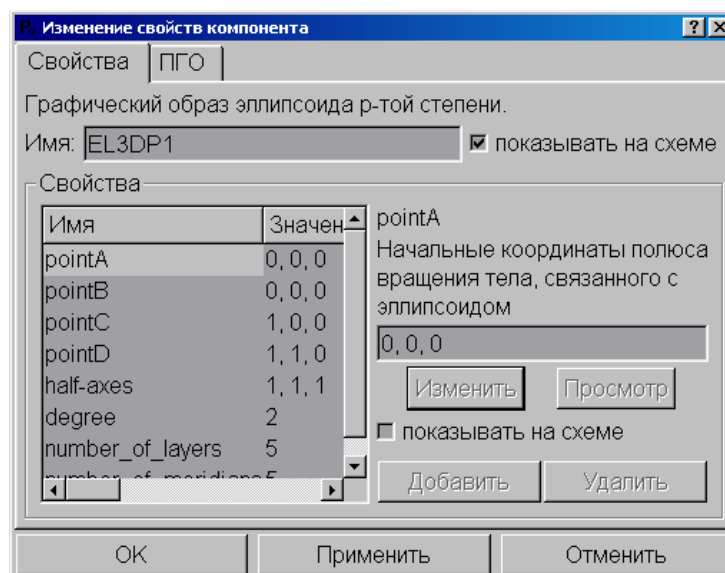 Изменение свойств компонента
Свойства ПГО
Графический образ эллипсоида p-той степени.
Имя: EL3DP1 показывать на схеме
Свойства
Имя Значен
pointA 0, 0, 0
pointB 0, 0, 0
pointC 1, 0, 0
pointD 1, 1, 0
half-axes 1, 1, 1
degree 2
number_of_layers 5
number_of_meridians 5
pointA
Начальные координаты полюса
вращения тела, связанного с
эллипсоидом
0, 0, 0
Изменить Просмотр
показывать на схеме
Добавить Удалить
OK Применить Отменить